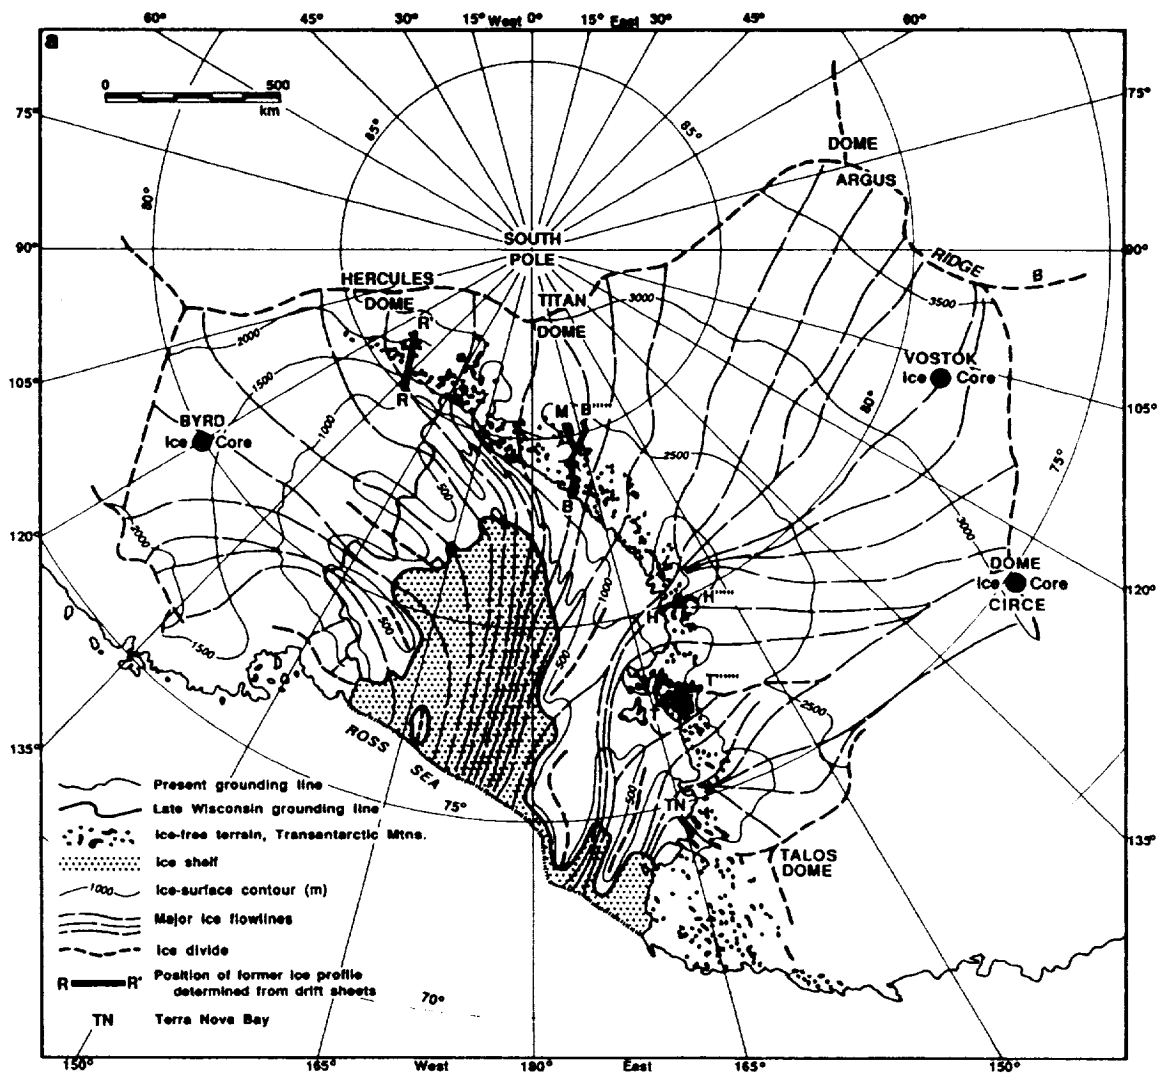 60° 45° 30° 15° West 0° 15° East 30° 45° 60°
a
0 500
km
75°
75°
85°
85°
DOME
ARGUS
80°
90°
90°
SOUTH
POLE
RIDGE
B
HERCULES
DOME
TITAN
DOME
3000
3500
R'
2000
VOSTOK
Ice Core
1500
105°
105°
R
80°
BYRD
Ice Core
1000
M
B'''''
2500
75°
500
B
3000
2000
120°
120°
DOME
Ice Core
CIRCE
1000
H'''''
H
500
1500
500
T''''''
2500
ROSS
SEA
135°
135°
75°
500
TN
TALOS
DOME
Present grounding line
Late Wisconsin grounding line
Ice-free terrain, Transantarctic Mtns.
Ice shelf
1000 Ice-surface contour (m)
Major ice flowlines
Ice divide
R R' Position of former ice profile
determined from drift sheets
TN Terra Nova Bay
70°
150° 165° West 180° East 165° 150°